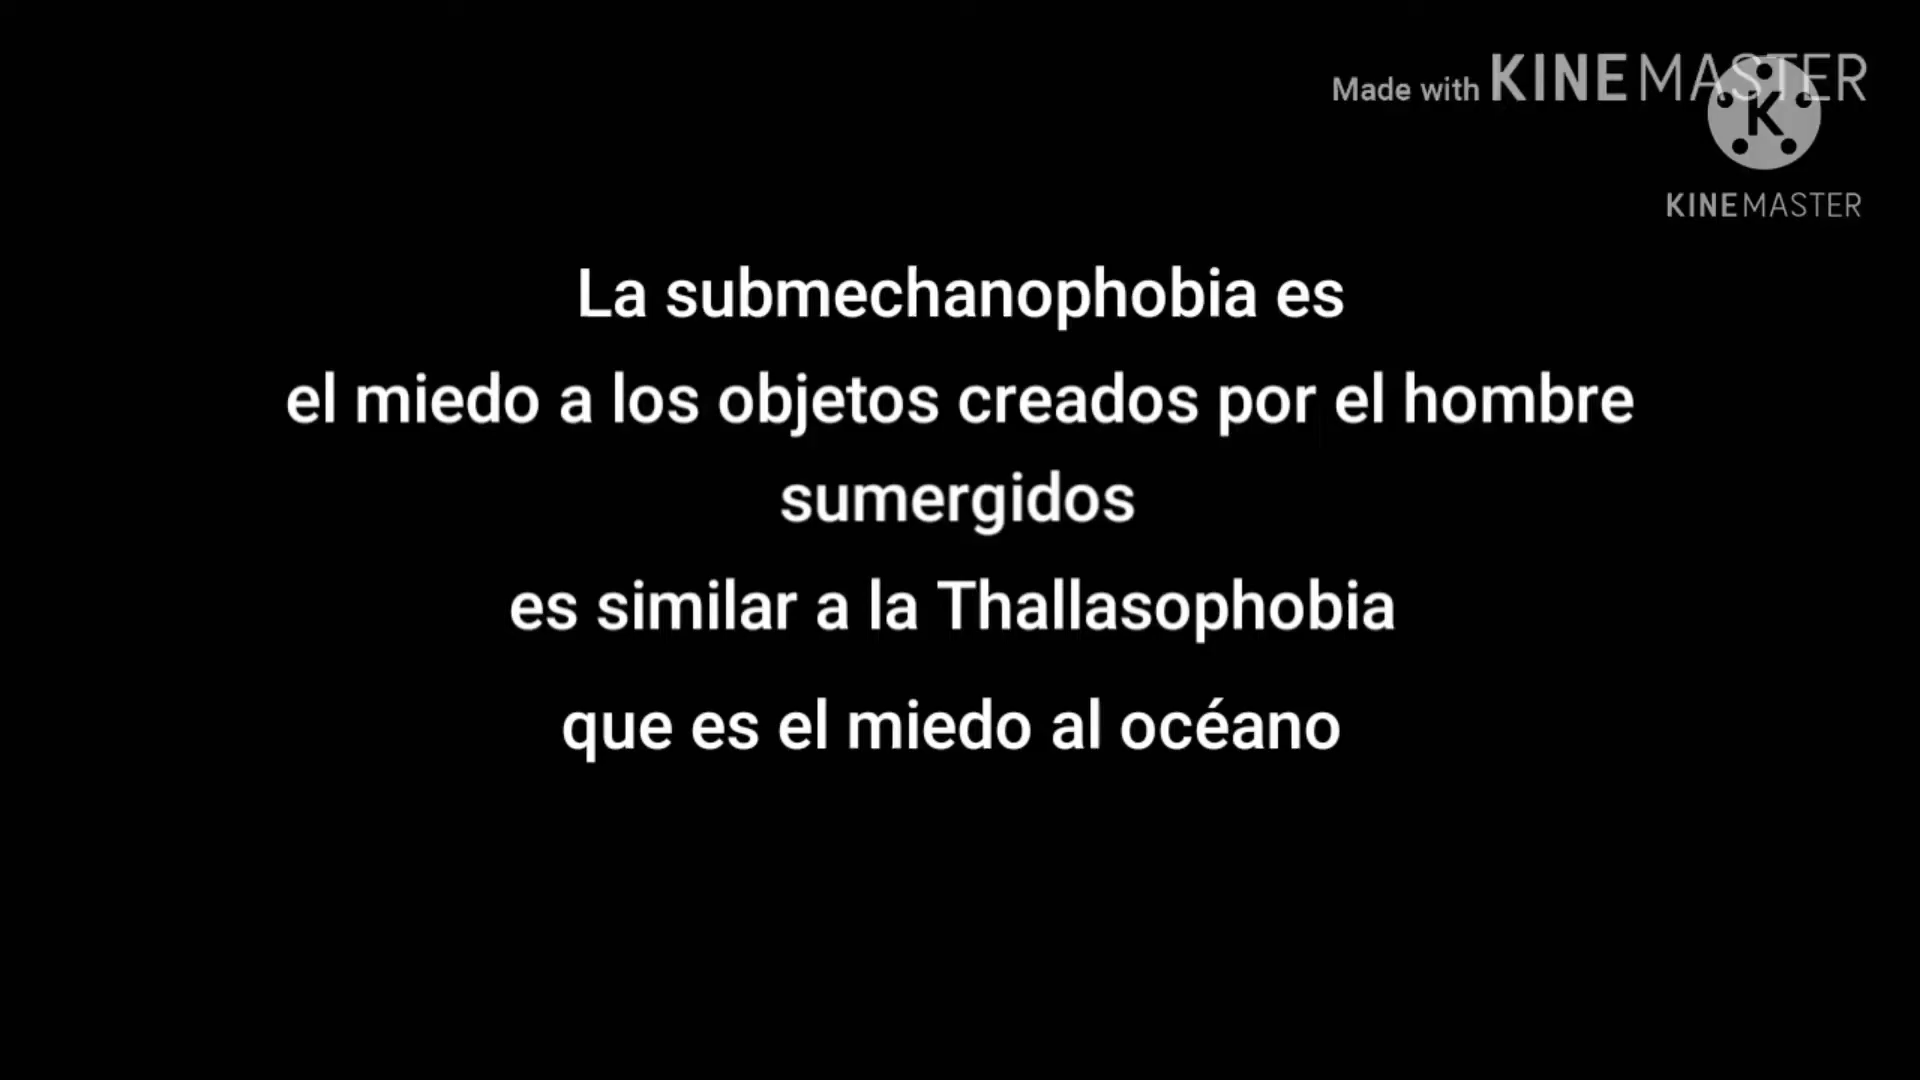 Made with KINEMASTER
K
KINEMASTER
La submechanophobia es
el miedo a los objetos creados por el hombre
sumergidos
es similar a la Thallasophobia
que es el miedo al océano